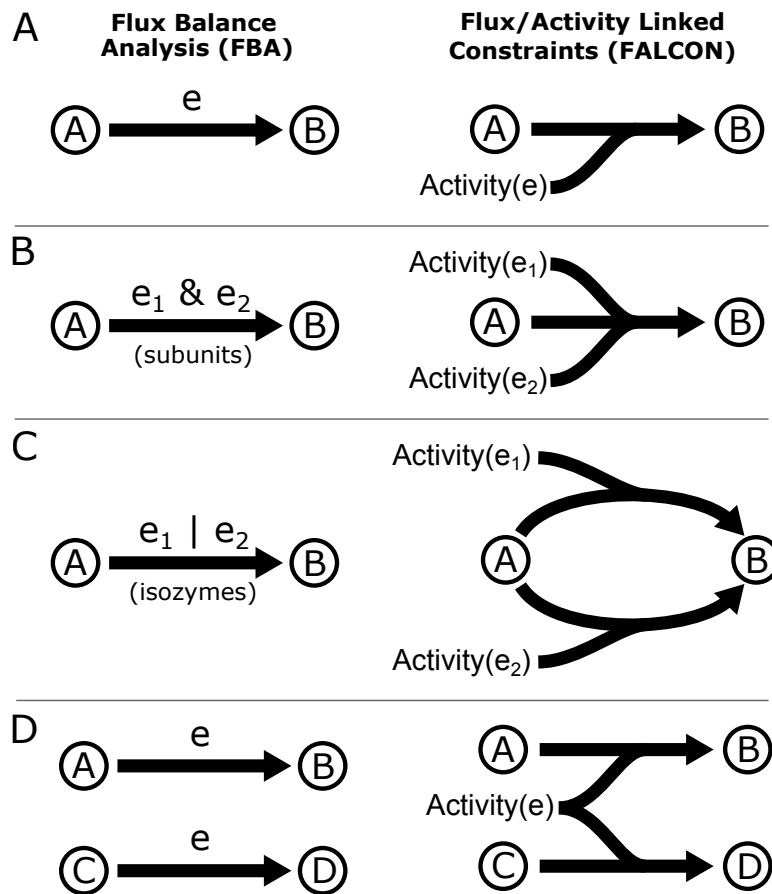 A
Flux Balance
Analysis (FBA)
Flux/Activity Linked
Constraints (FALCON)
A e B
A B
Activity(e)
B
A e₁ & e₂ B
(subunits)
Activity(e₁)
A B
Activity(e₂)
C
A e₁ | e₂ B
(isozymes)
Activity(e₁)
A B
Activity(e₂)
D
A e B
C e D
A B
Activity(e)
C D